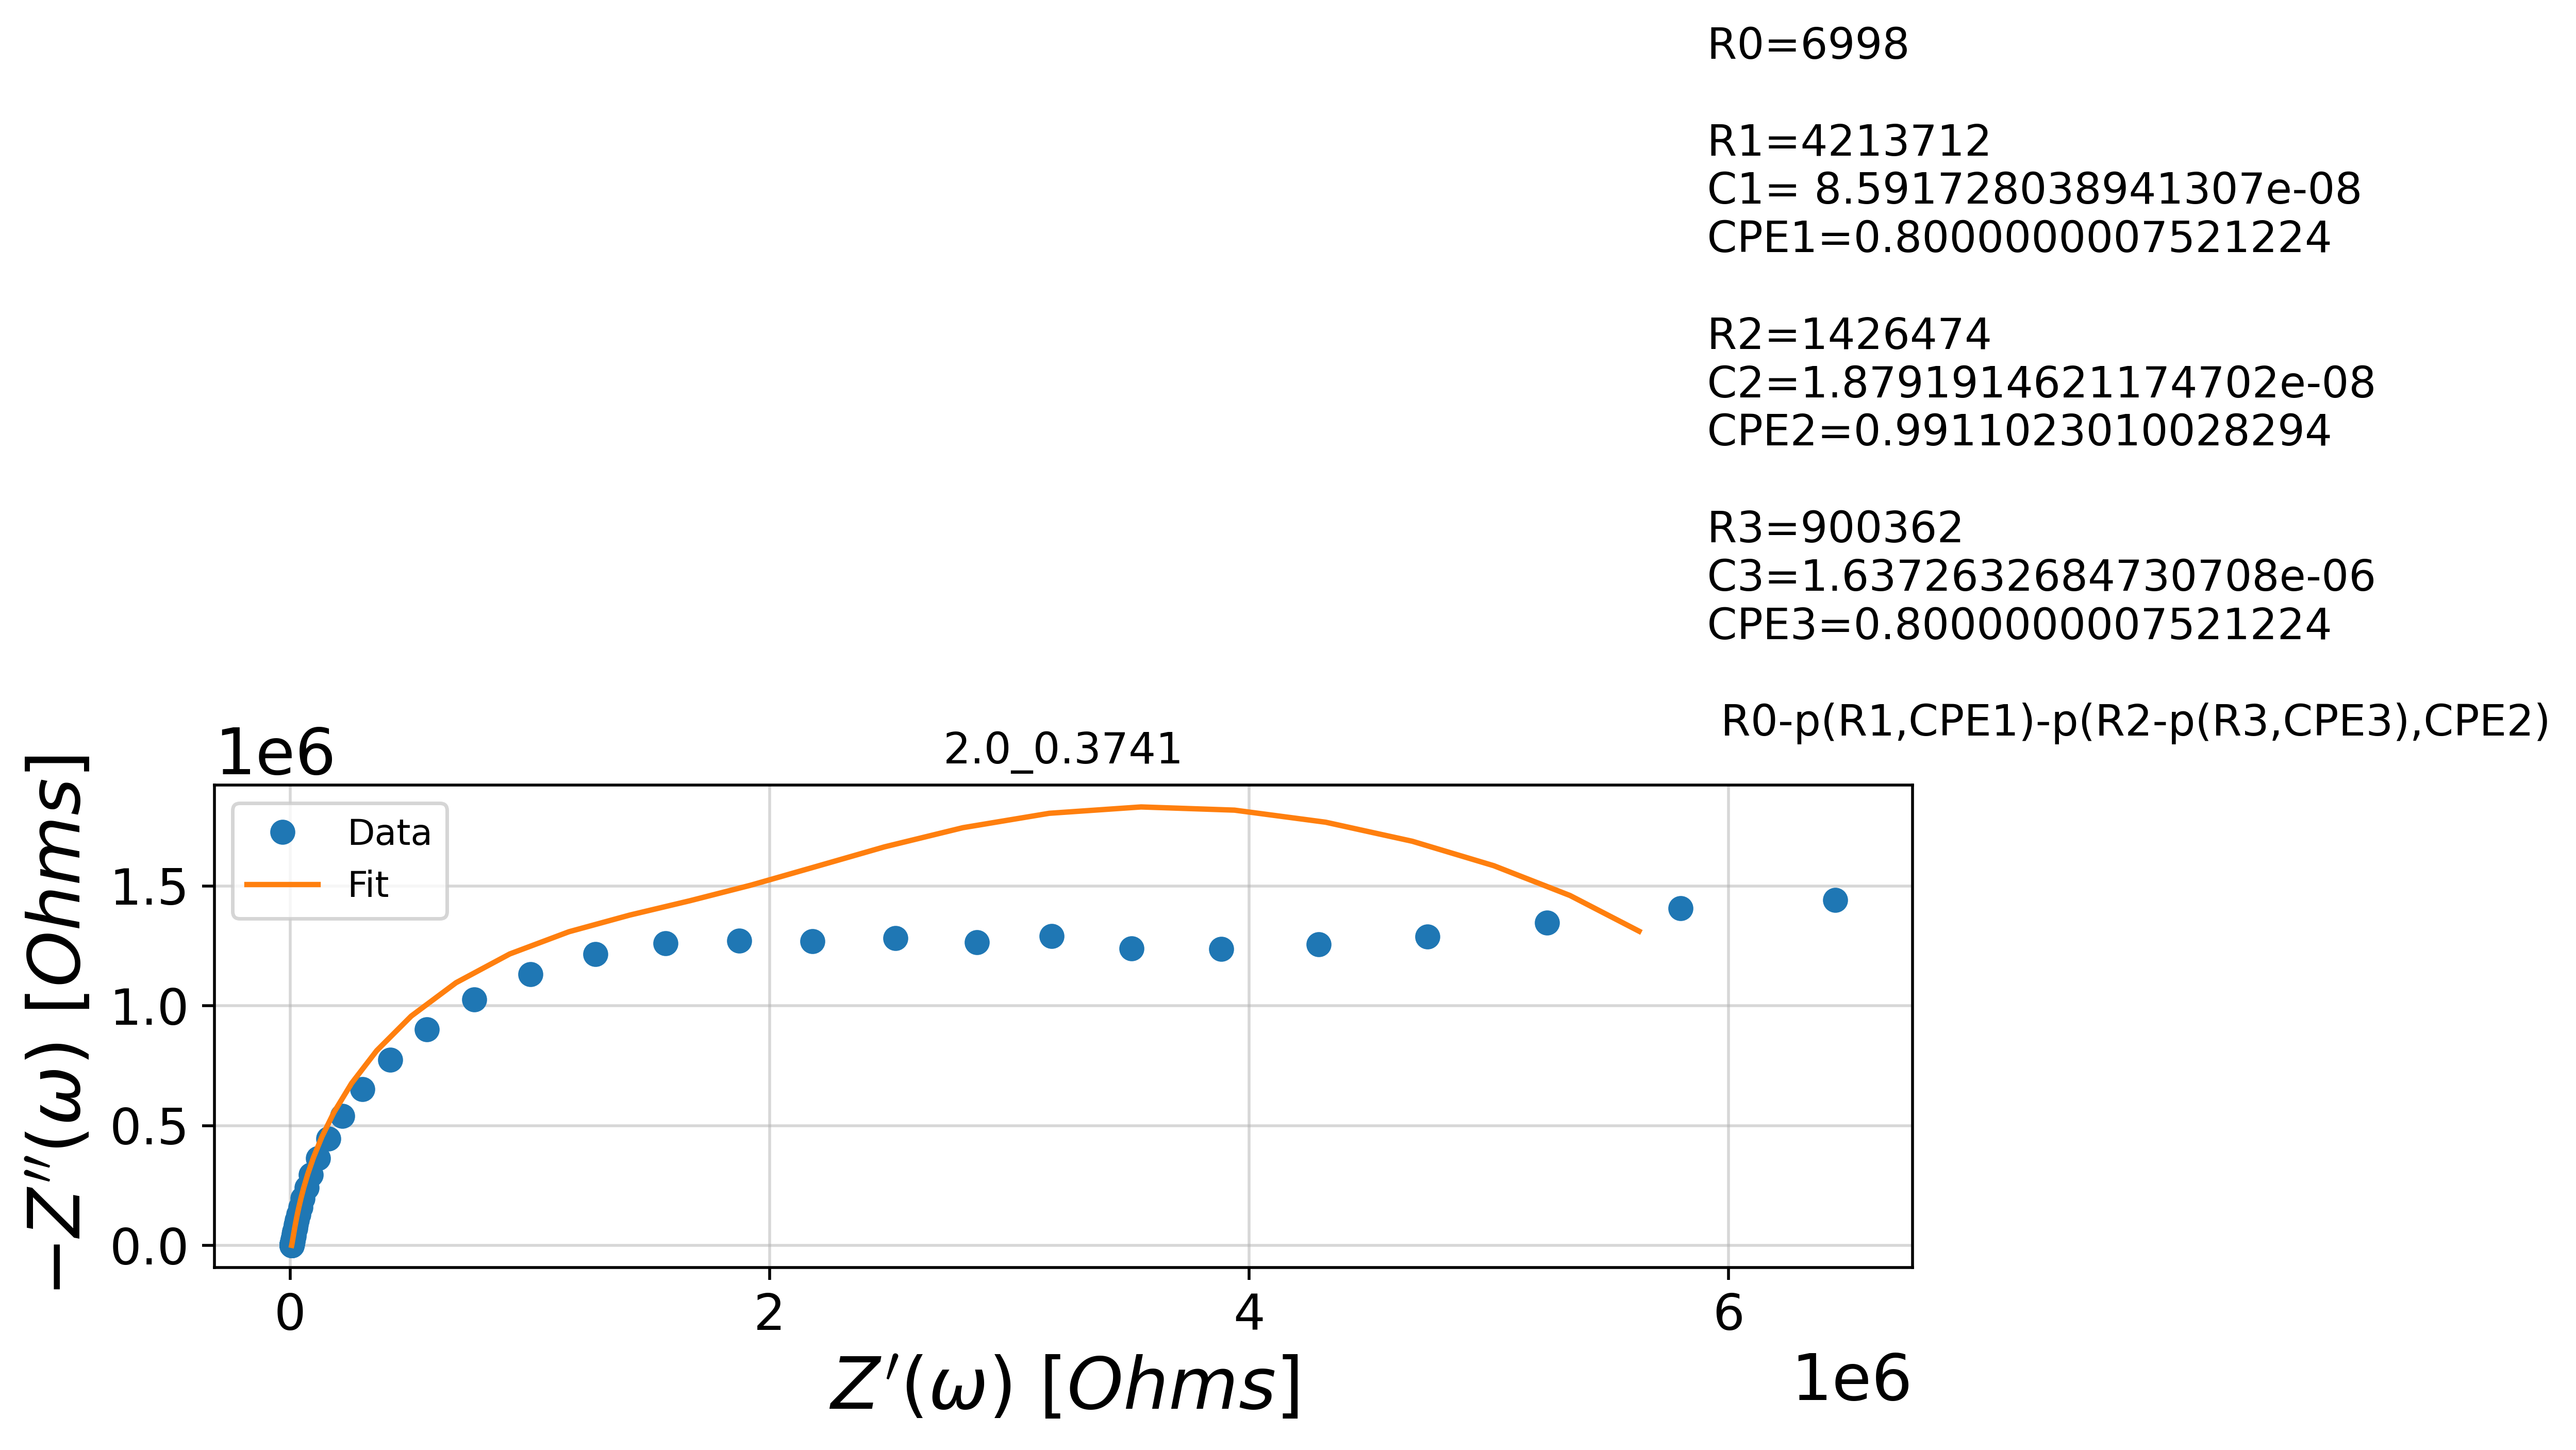 R0=6998
R1=4213712
C1= 8.591728038941307e-08
CPE1=0.8000000007521224
R2=1426474
C2=1.8791914621174702e-08
CPE2=0.9911023010028294
R3=900362
C3=1.6372632684730708e-06
CPE3=0.8000000007521224
R0-p(R1,CPE1)-p(R2-p(R3,CPE3),CPE2)
2.0_0.3741
1e6
Data
Fit
1.5
1.0
0.5
0.0
−Z″(ω) [Ohms]
0 2 4 6
Z′(ω) [Ohms]
1e6